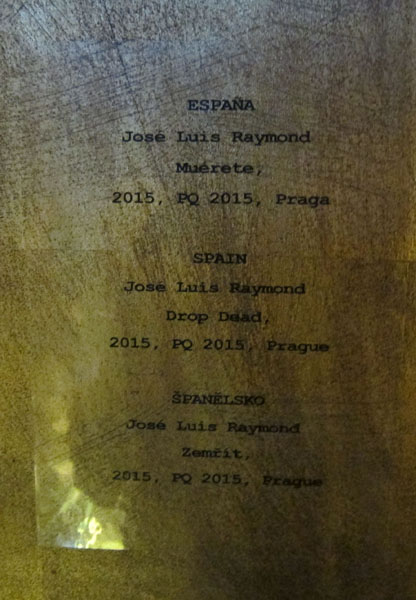 ESPAÑA
José Luis Raymond
Muérete,
2015, PQ 2015, Praga
SPAIN
José Luis Raymond
Drop Dead,
2015, PQ 2015, Prague
ŠPANĚLSKO
José Luis Raymond
Zemřit,
2015, PQ 2015, Prague